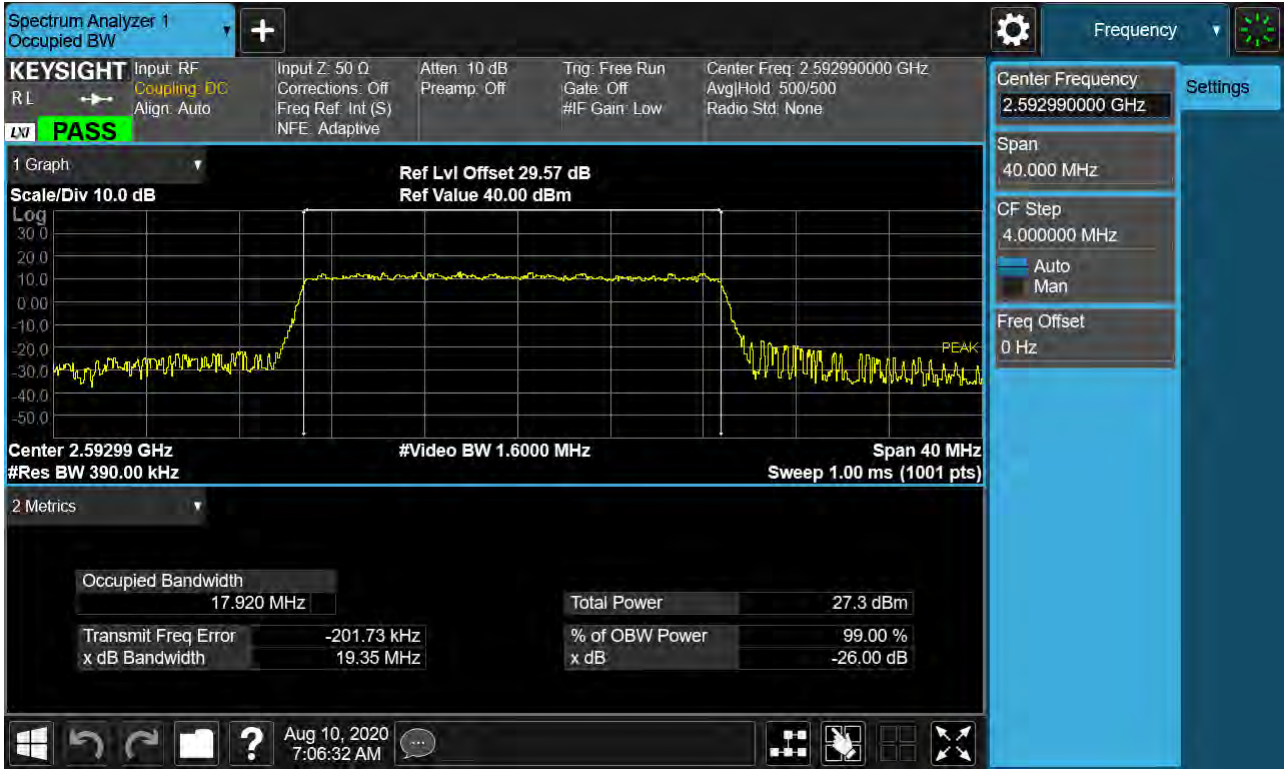 Spectrum Analyzer 1
Occupied BW
Frequency
KEYSIGHT
R L
LXI
PASS
Input: RF
Coupling: DC
Align: Auto
Input Z: 50 Ω
Corrections: Off
Freq Ref: Int (S)
NFE: Adaptive
Atten: 10 dB
Preamp: Off
Trig: Free Run
Gate: Off
#IF Gain: Low
Center Freq: 2.592990000 GHz
Avg|Hold: 500/500
Radio Std: None
Center Frequency
2.592990000 GHz
Settings
Span
40.000 MHz
CF Step
4.000000 MHz
Auto
Man
Freq Offset
0 Hz
1 Graph
Scale/Div 10.0 dB
Ref Lvl Offset 29.57 dB
Ref Value 40.00 dBm
Log
30.0
20.0
10.0
0.00
-10.0
-20.0
-30.0
-40.0
-50.0
PEAK
Center 2.59299 GHz
#Video BW 1.6000 MHz
Span 40 MHz
#Res BW 390.00 kHz
Sweep 1.00 ms (1001 pts)
2 Metrics
Occupied Bandwidth
17.920 MHz
Total Power 27.3 dBm
Transmit Freq Error -201.73 kHz
% of OBW Power 99.00 %
x dB Bandwidth 19.35 MHz
x dB -26.00 dB
?
Aug 10, 2020
7:06:32 AM